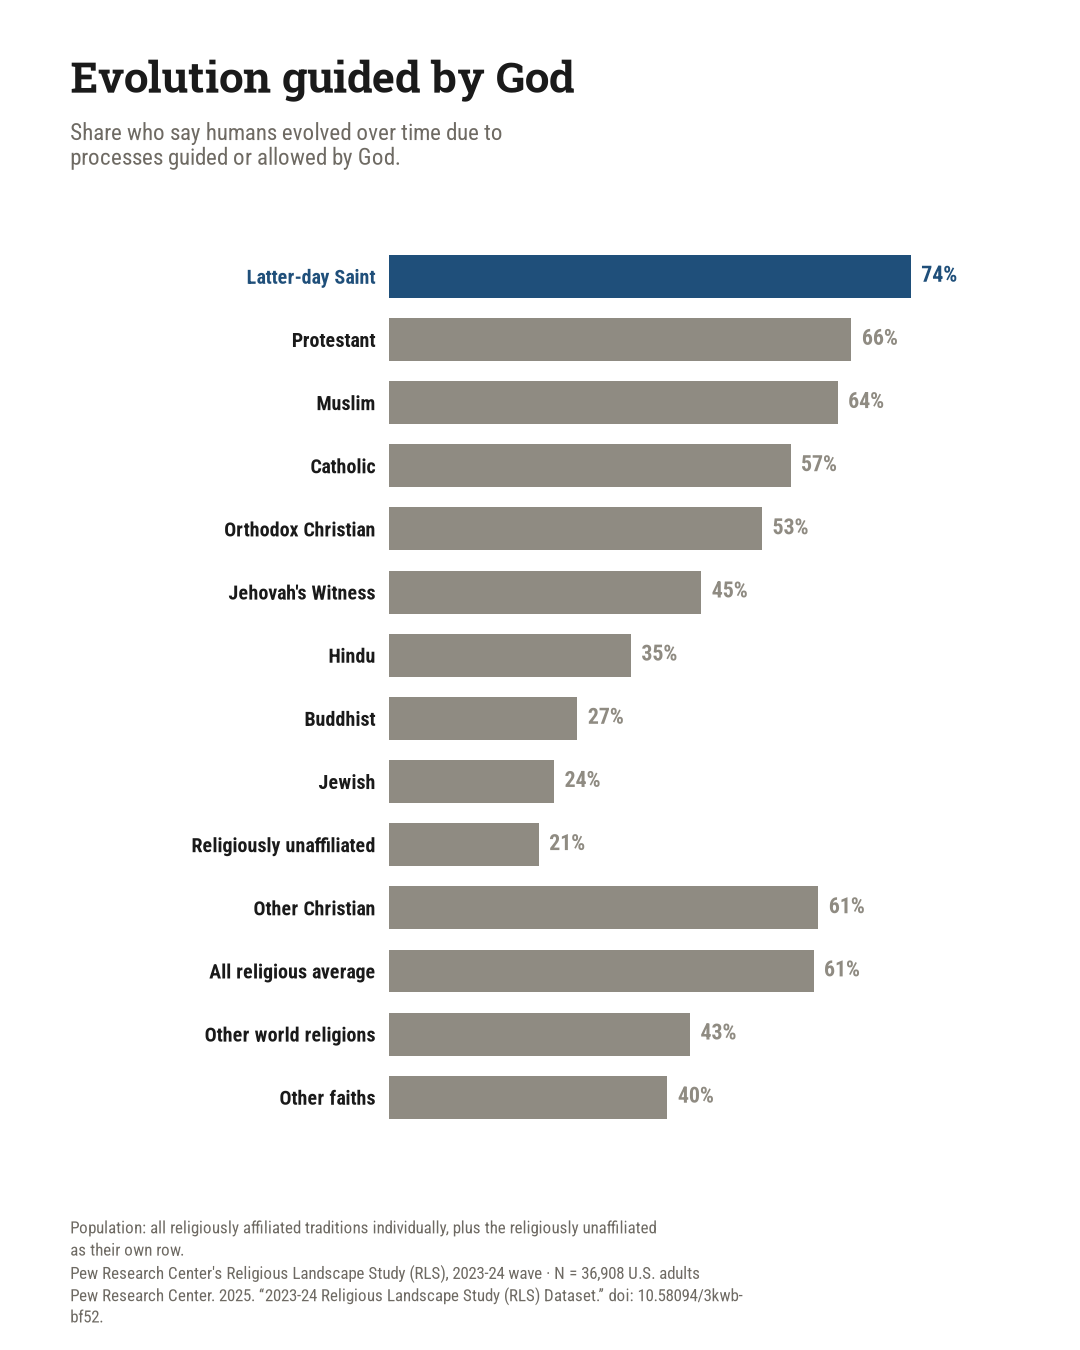 Evolution guided by God
Share who say humans evolved over time due to
processes guided or allowed by God.
Latter-day Saint 74%
Protestant 66%
Muslim 64%
Catholic 57%
Orthodox Christian 53%
Jehovah's Witness 45%
Hindu 35%
Buddhist 27%
Jewish 24%
Religiously unaffiliated 21%
Other Christian 61%
All religious average 61%
Other world religions 43%
Other faiths 40%
Population: all religiously affiliated traditions individually, plus the religiously unaffiliated
as their own row.
Pew Research Center's Religious Landscape Study (RLS), 2023-24 wave · N = 36,908 U.S. adults
Pew Research Center. 2025. “2023-24 Religious Landscape Study (RLS) Dataset.” doi: 10.58094/3kwb-
bf52.